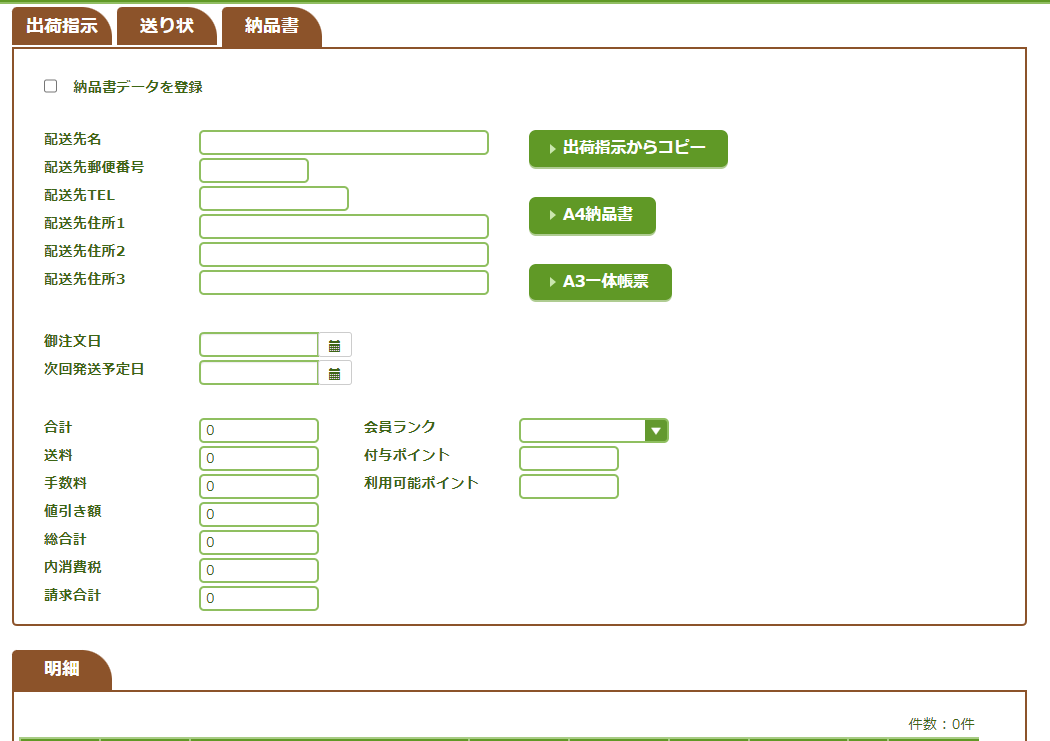 出荷指示 送り状 納品書
納品書データを登録
配送先名
出荷指示からコピー
配送先郵便番号
配送先TEL
A4納品書
配送先住所1
配送先住所2
配送先住所3
A3一体帳票
御注文日
次回発送予定日
合計 0 会員ランク
送料 0 付与ポイント
手数料 0 利用可能ポイント
値引き額 0
総合計 0
内消費税 0
請求合計 0
明細
件数：0件